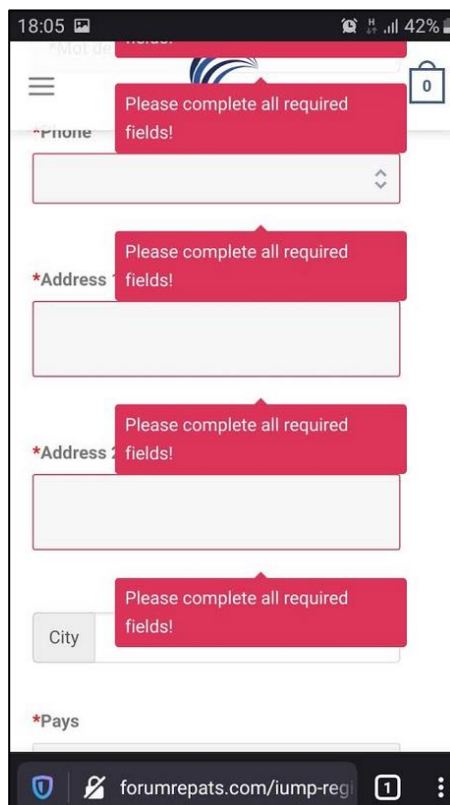 18:05 42%
fields!
*Mot de
0
Please complete all required
fields!
*Phone
Please complete all required
fields!
*Address
Please complete all required
fields!
*Address 2
Please complete all required
fields!
City
*Pays
forumrepats.com/iump-regi
1